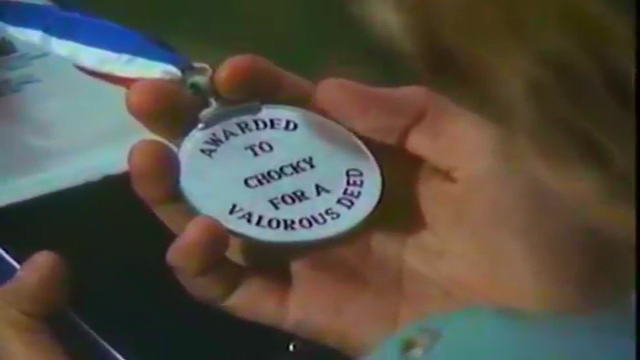 AWARDED
TO
CHOCKY
FOR A
VALOROUS DEED